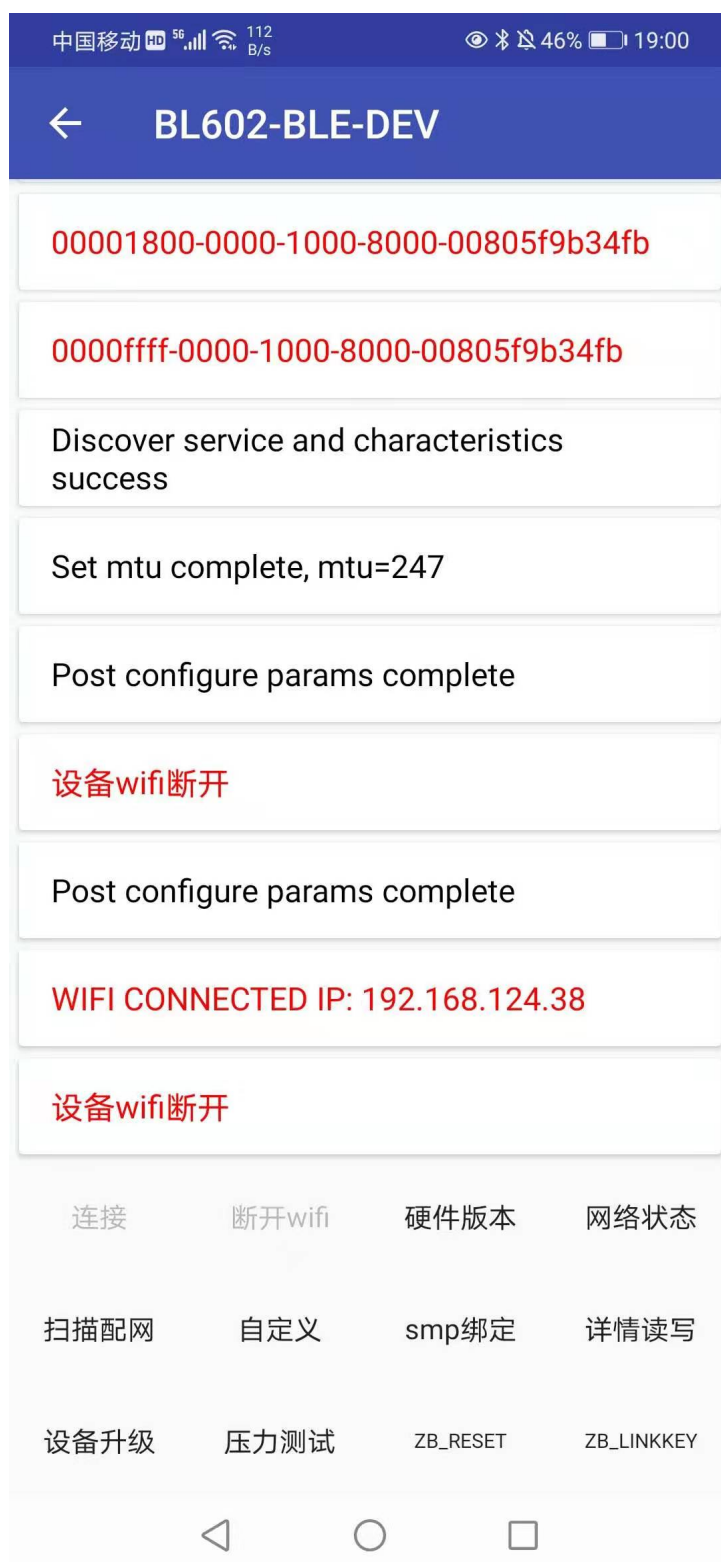 中国移动 HD 5G 112 B/s 46% 19:00
BL602-BLE-DEV
00001800-0000-1000-8000-00805f9b34fb
0000ffff-0000-1000-8000-00805f9b34fb
Discover service and characteristics
success
Set mtu complete, mtu=247
Post configure params complete
设备wifi断开
Post configure params complete
WIFI CONNECTED IP: 192.168.124.38
设备wifi断开
连接 断开wifi 硬件版本 网络状态
扫描配网 自定义 smp绑定 详情读写
设备升级 压力测试 ZB_RESET ZB_LINKKEY